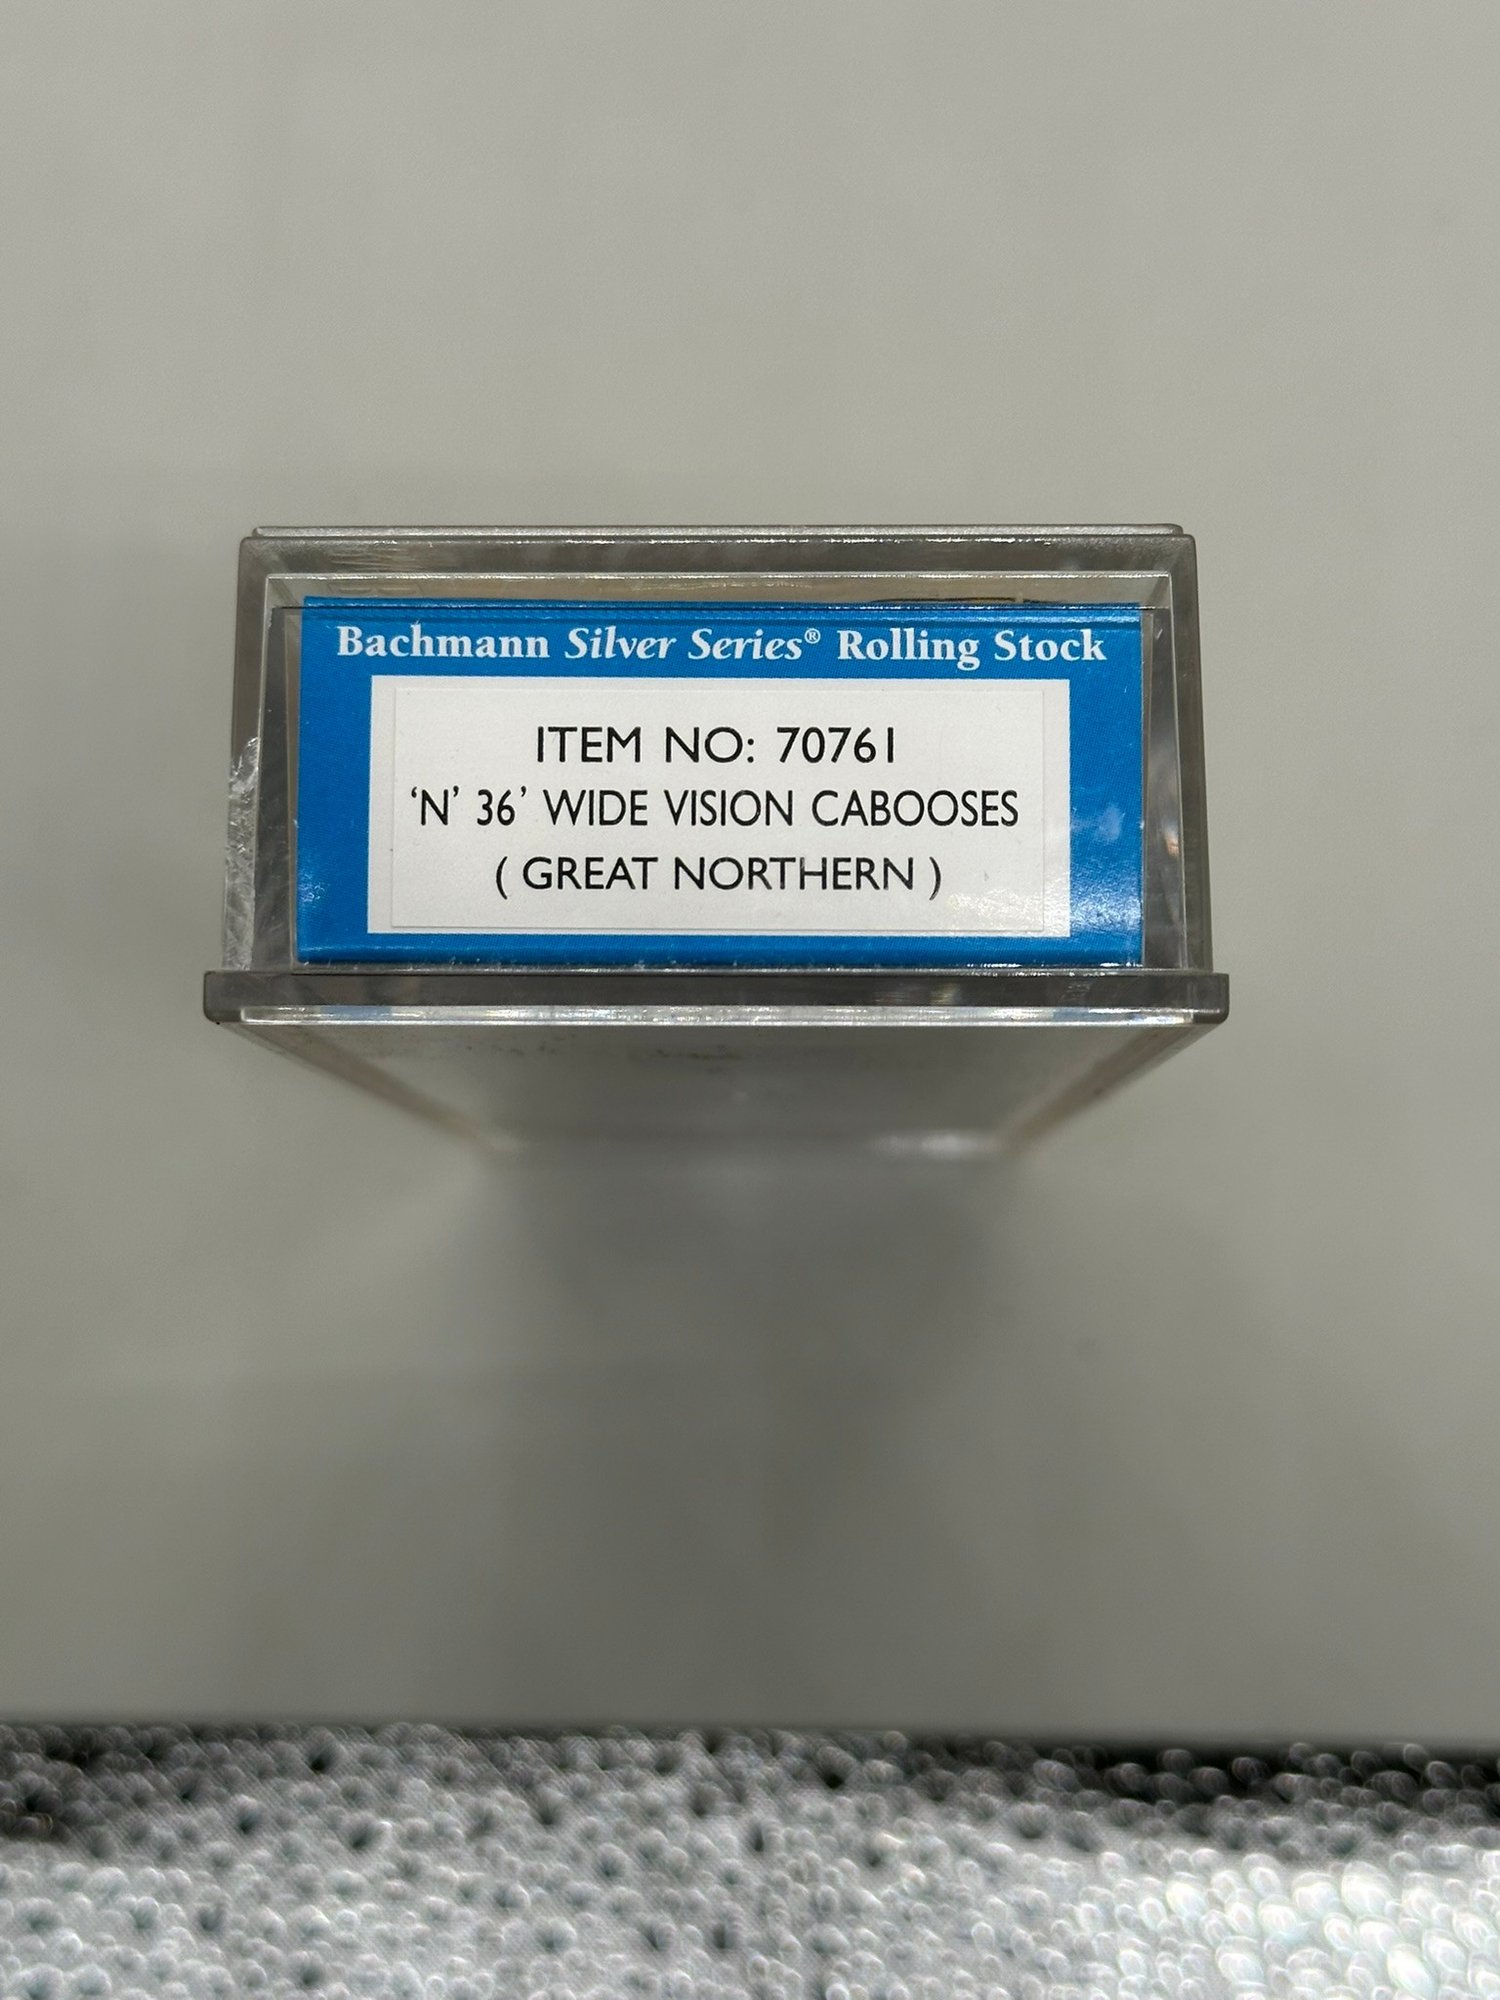 Bachmann Silver Series® Rolling Stock
ITEM NO: 70761
‘N’ 36’ WIDE VISION CABOOSES
( GREAT NORTHERN )